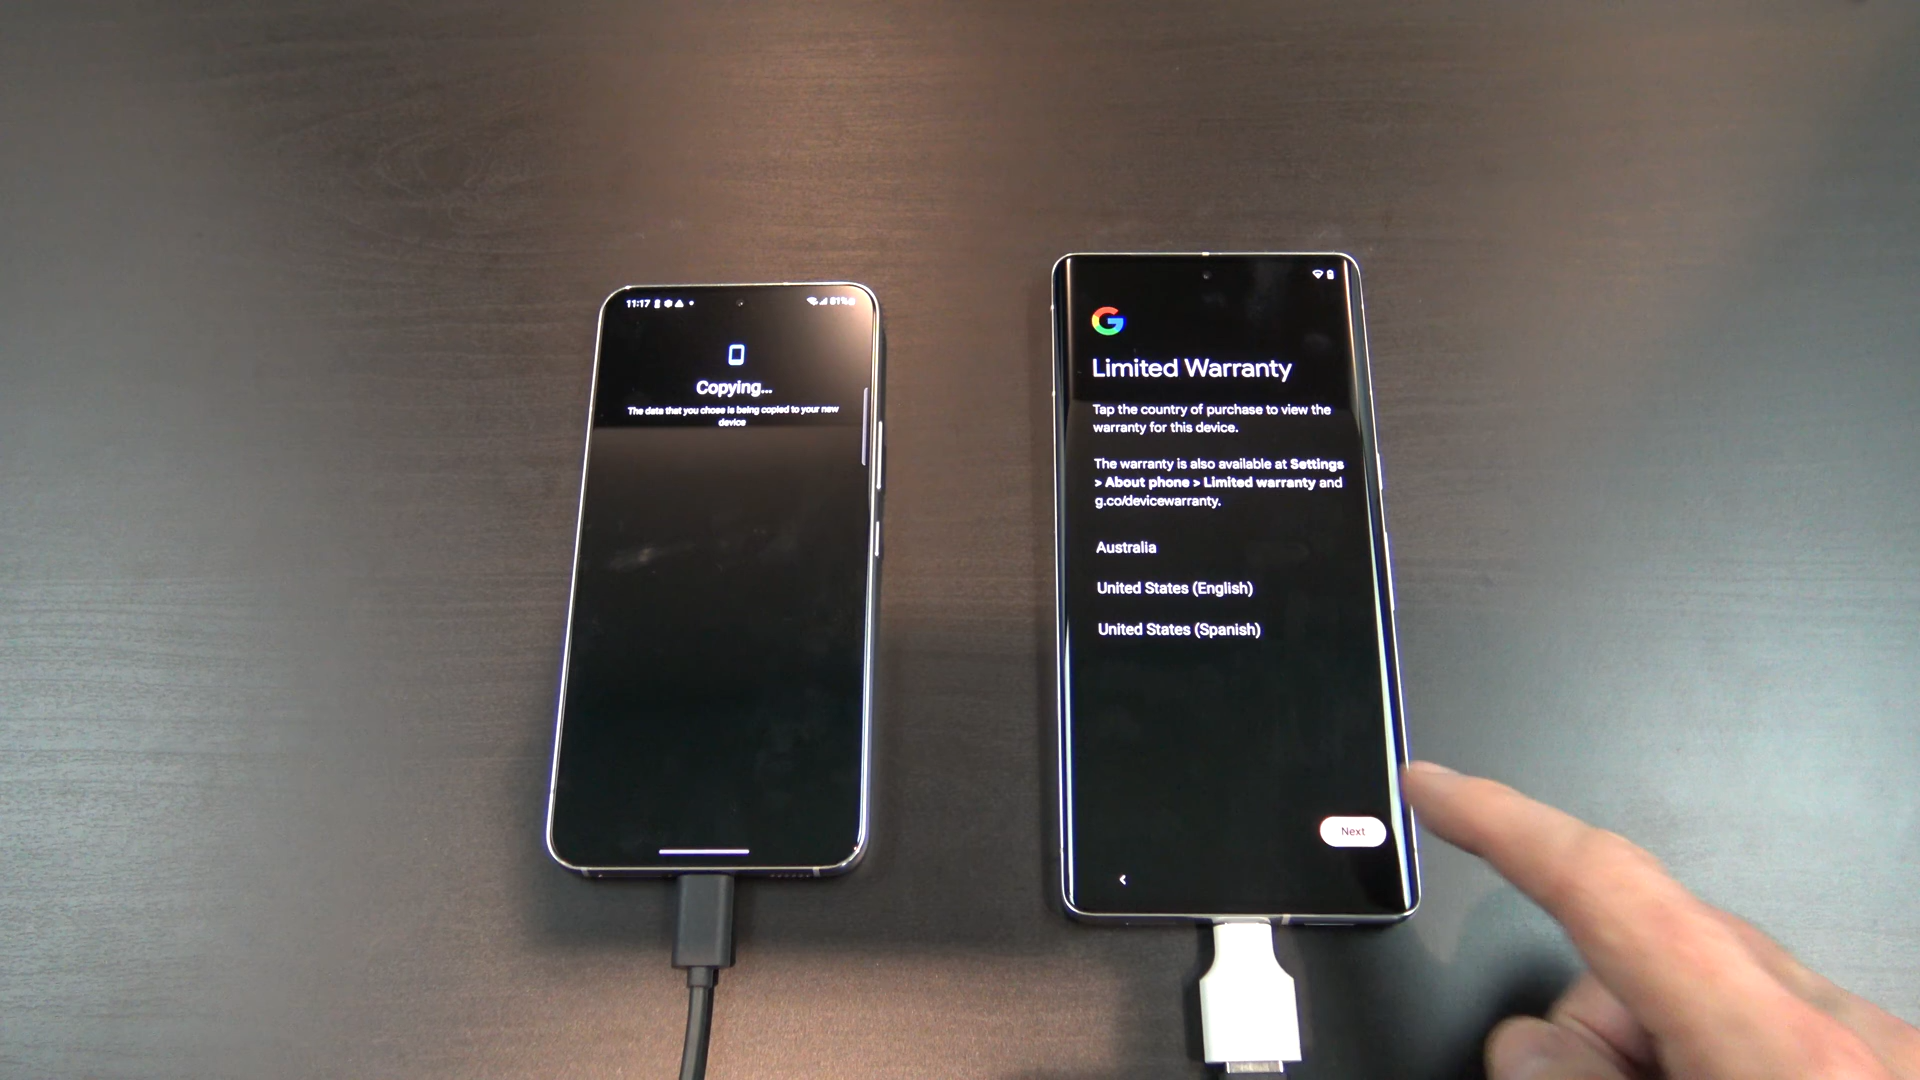 11:17
81%
Copying...
The data that you chose is being copied to your new
device
G
Limited Warranty
Tap the country of purchase to view the
warranty for this device.
The warranty is also available at Settings
> About phone > Limited warranty and
g.co/devicewarranty.
Australia
United States (English)
United States (Spanish)
Next